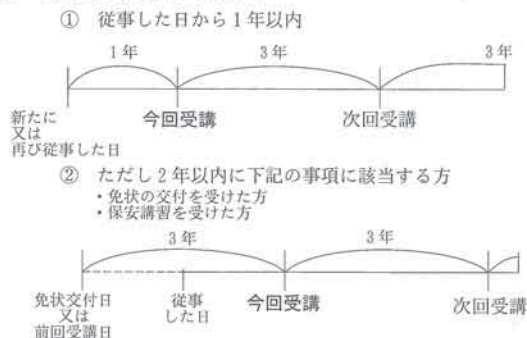 ① 従事した日から1年以内
1年
3年
3年
新たに
又は
再び従事した日
今回受講
次回受講
② ただし2年以内に下記の事項に該当する方
・免状の交付を受けた方
・保安講習を受けた方
3年
3年
免状交付日
又は
前回受講日
従事
した日
今回受講
次回受講